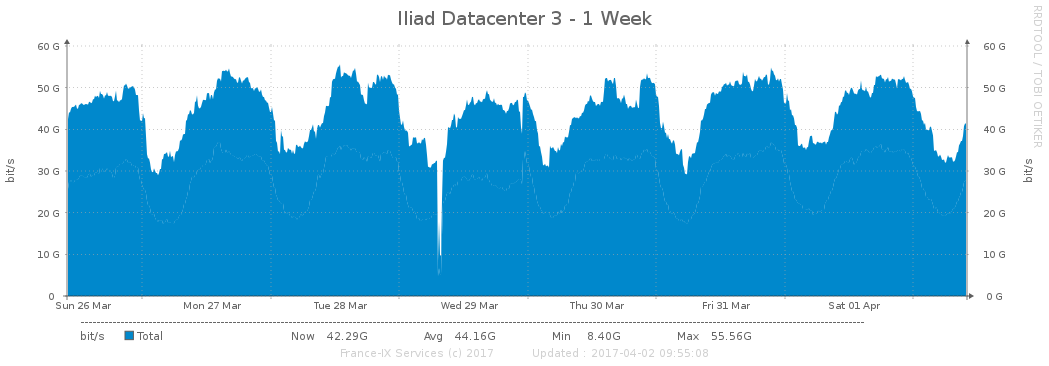 Iliad Datacenter 3 - 1 Week
RRDTOOL / TOBI OETIKER
60 G 60 G
50 G 50 G
40 G 40 G
30 G 30 G
20 G 20 G
10 G 10 G
0 0 G
bit/s bit/s
Sun 26 Mar Mon 27 Mar Tue 28 Mar Wed 29 Mar Thu 30 Mar Fri 31 Mar Sat 01 Apr
bit/s Total Now 42.29G Avg 44.16G Min 8.40G Max 55.56G
France-IX Services (c) 2017 Updated : 2017-04-02 09:55:08